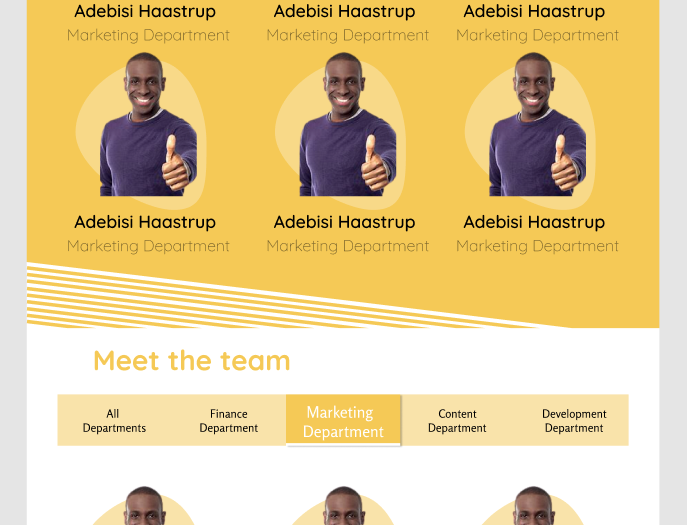 Adebisi Haastrup Adebisi Haastrup Adebisi Haastrup
Marketing Department Marketing Department Marketing Department
Adebisi Haastrup Adebisi Haastrup Adebisi Haastrup
Marketing Department Marketing Department Marketing Department
Meet the team
All
Departments
Finance
Department
Marketing
Department
Content
Department
Development
Department